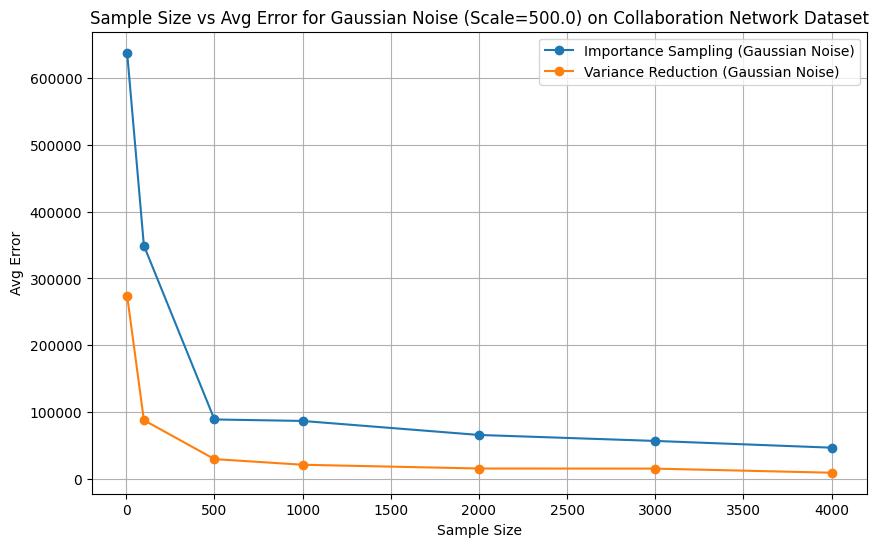 Sample Size vs Avg Error for Gaussian Noise (Scale=500.0) on Collaboration Network Dataset
Importance Sampling (Gaussian Noise)
Variance Reduction (Gaussian Noise)
Avg Error
600000
500000
400000
300000
200000
100000
0
0 500 1000 1500 2000 2500 3000 3500 4000
Sample Size